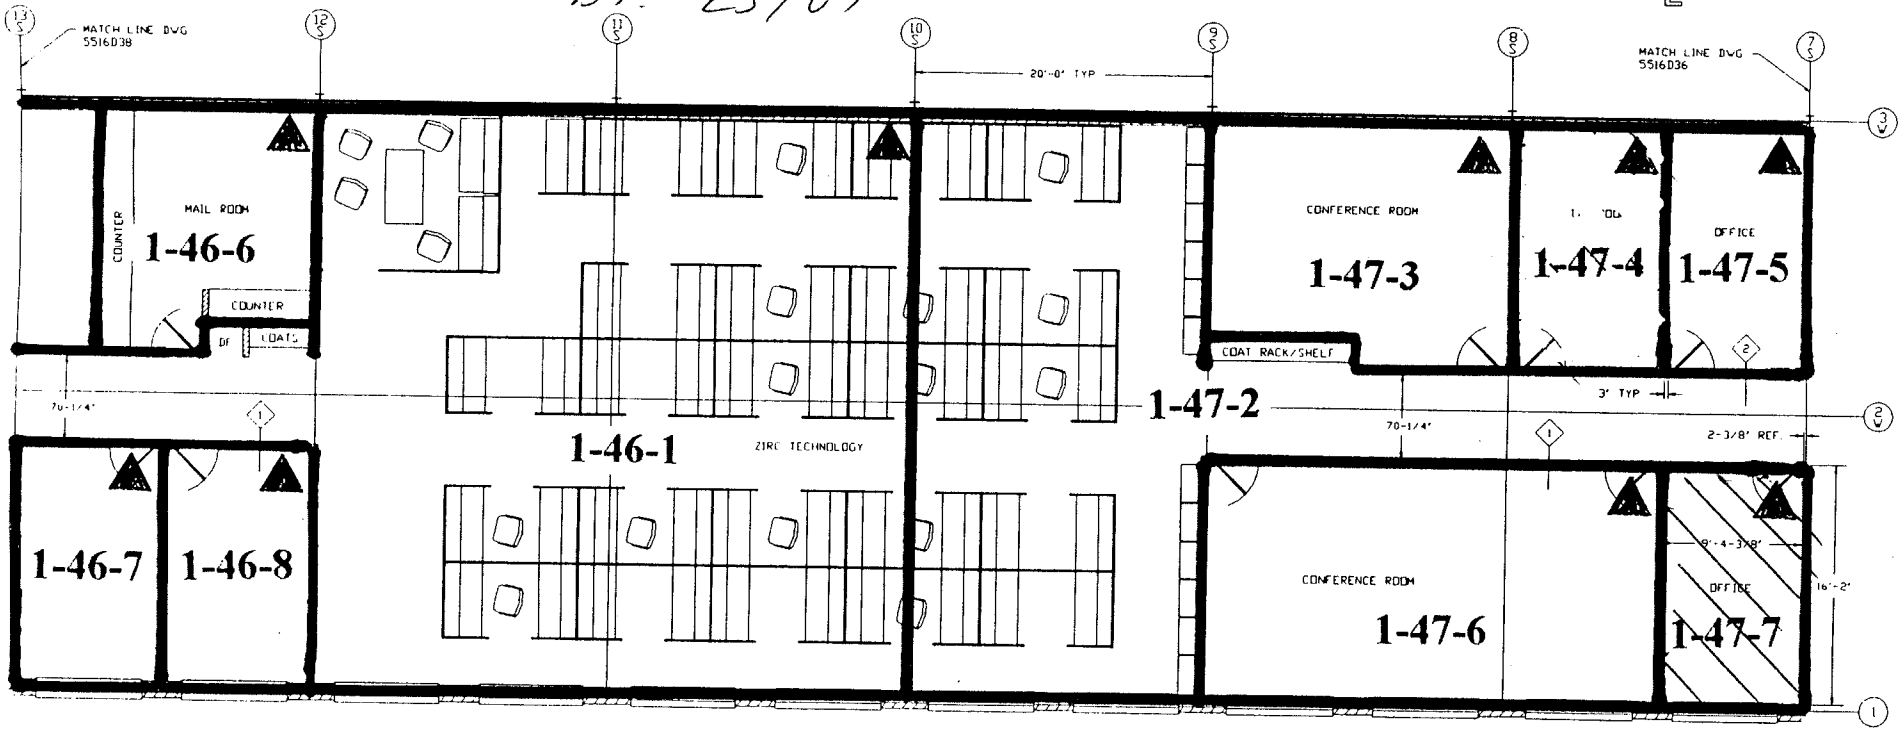 13
S
12
S
11
S
10
S
9
S
8
S
7
S
MATCH LINE DWG
5516D38
MATCH LINE DWG
5516D36
20'-0" TYP
3
W
MAIL ROOM
1-46-6
COUNTER
COUNTER
DF
COATS
CONFERENCE ROOM
1-47-3
1-47-4
OFFICE
1-47-5
COAT RACK/SHELF
2
3" TYP
1-47-2
2
W
70-1/4"
1
1-46-1
ZIRC TECHNOLOGY
70-1/4"
1
2-3/8" REF.
1-46-7
1-46-8
9'-4-3/8"
CONFERENCE ROOM
1-47-6
OFFICE
1-47-7
16'-2"
1